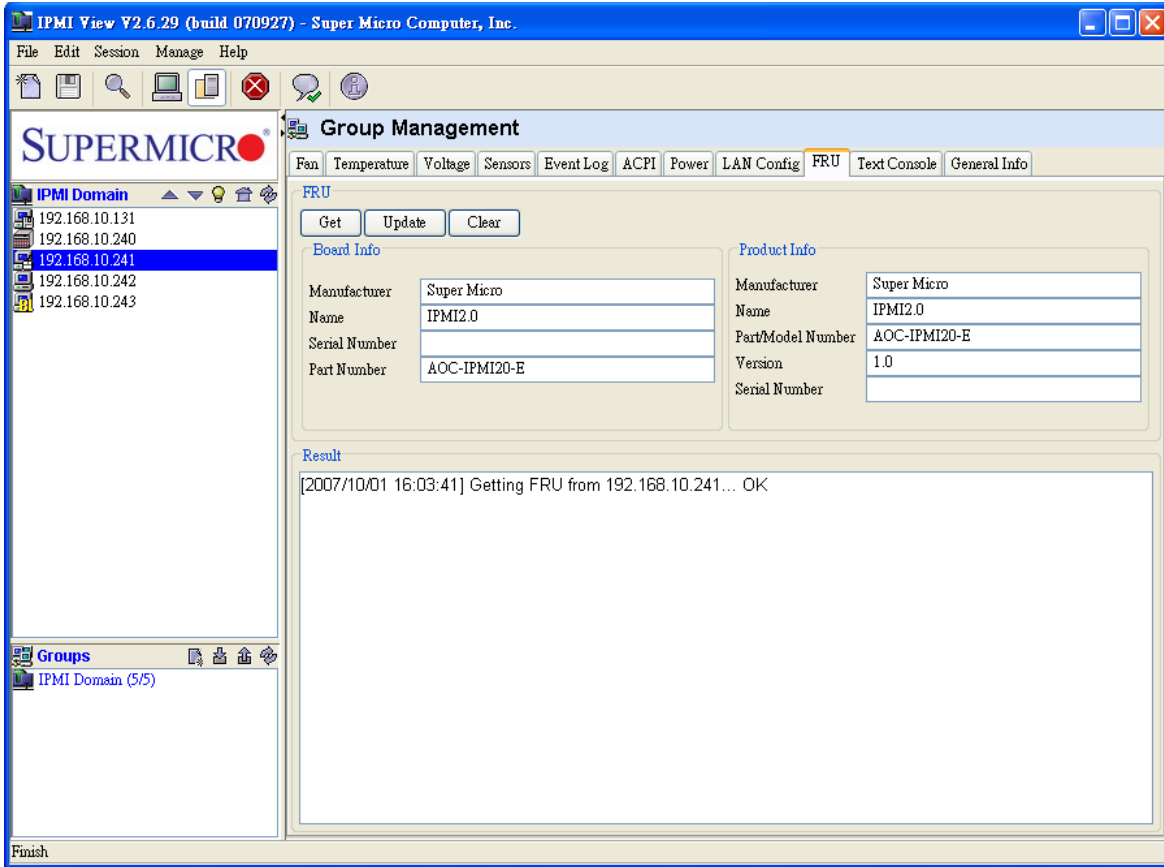 IPMI View V2.6.29 (build 070927) - Super Micro Computer, Inc.
File Edit Session Manage Help
SUPERMICRO
Group Management
Fan Temperature Voltage Sensors Event Log ACPI Power LAN Config FRU Text Console General Info
IPMI Domain
192.168.10.131
192.168.10.240
192.168.10.241
192.168.10.242
192.168.10.243
FRU
Get Update Clear
Board Info
Manufacturer Super Micro
Name IPMI2.0
Serial Number
Part Number AOC-IPMI20-E
Product Info
Manufacturer Super Micro
Name IPMI2.0
Part/Model Number AOC-IPMI20-E
Version 1.0
Serial Number
Result
[2007/10/01 16:03:41] Getting FRU from 192.168.10.241... OK
Groups
IPMI Domain (5/5)
Finish